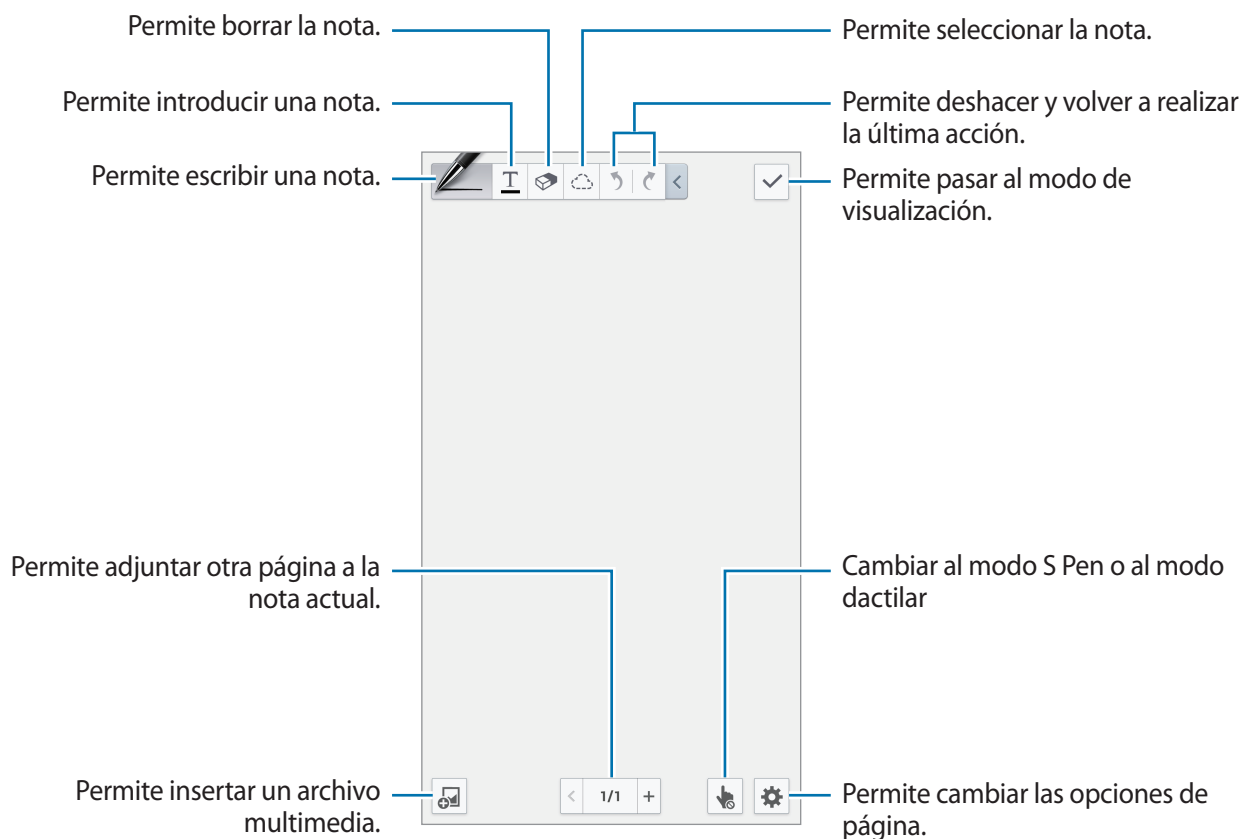 Permite borrar la nota.
Permite introducir una nota.
Permite escribir una nota.
Permite seleccionar la nota.
Permite deshacer y volver a realizar
la última acción.
Permite pasar al modo de
visualización.
T
Permite adjuntar otra página a la
nota actual.
Cambiar al modo S Pen o al modo
dactilar
Permite insertar un archivo
multimedia.
< 1/1 +
Permite cambiar las opciones de
página.